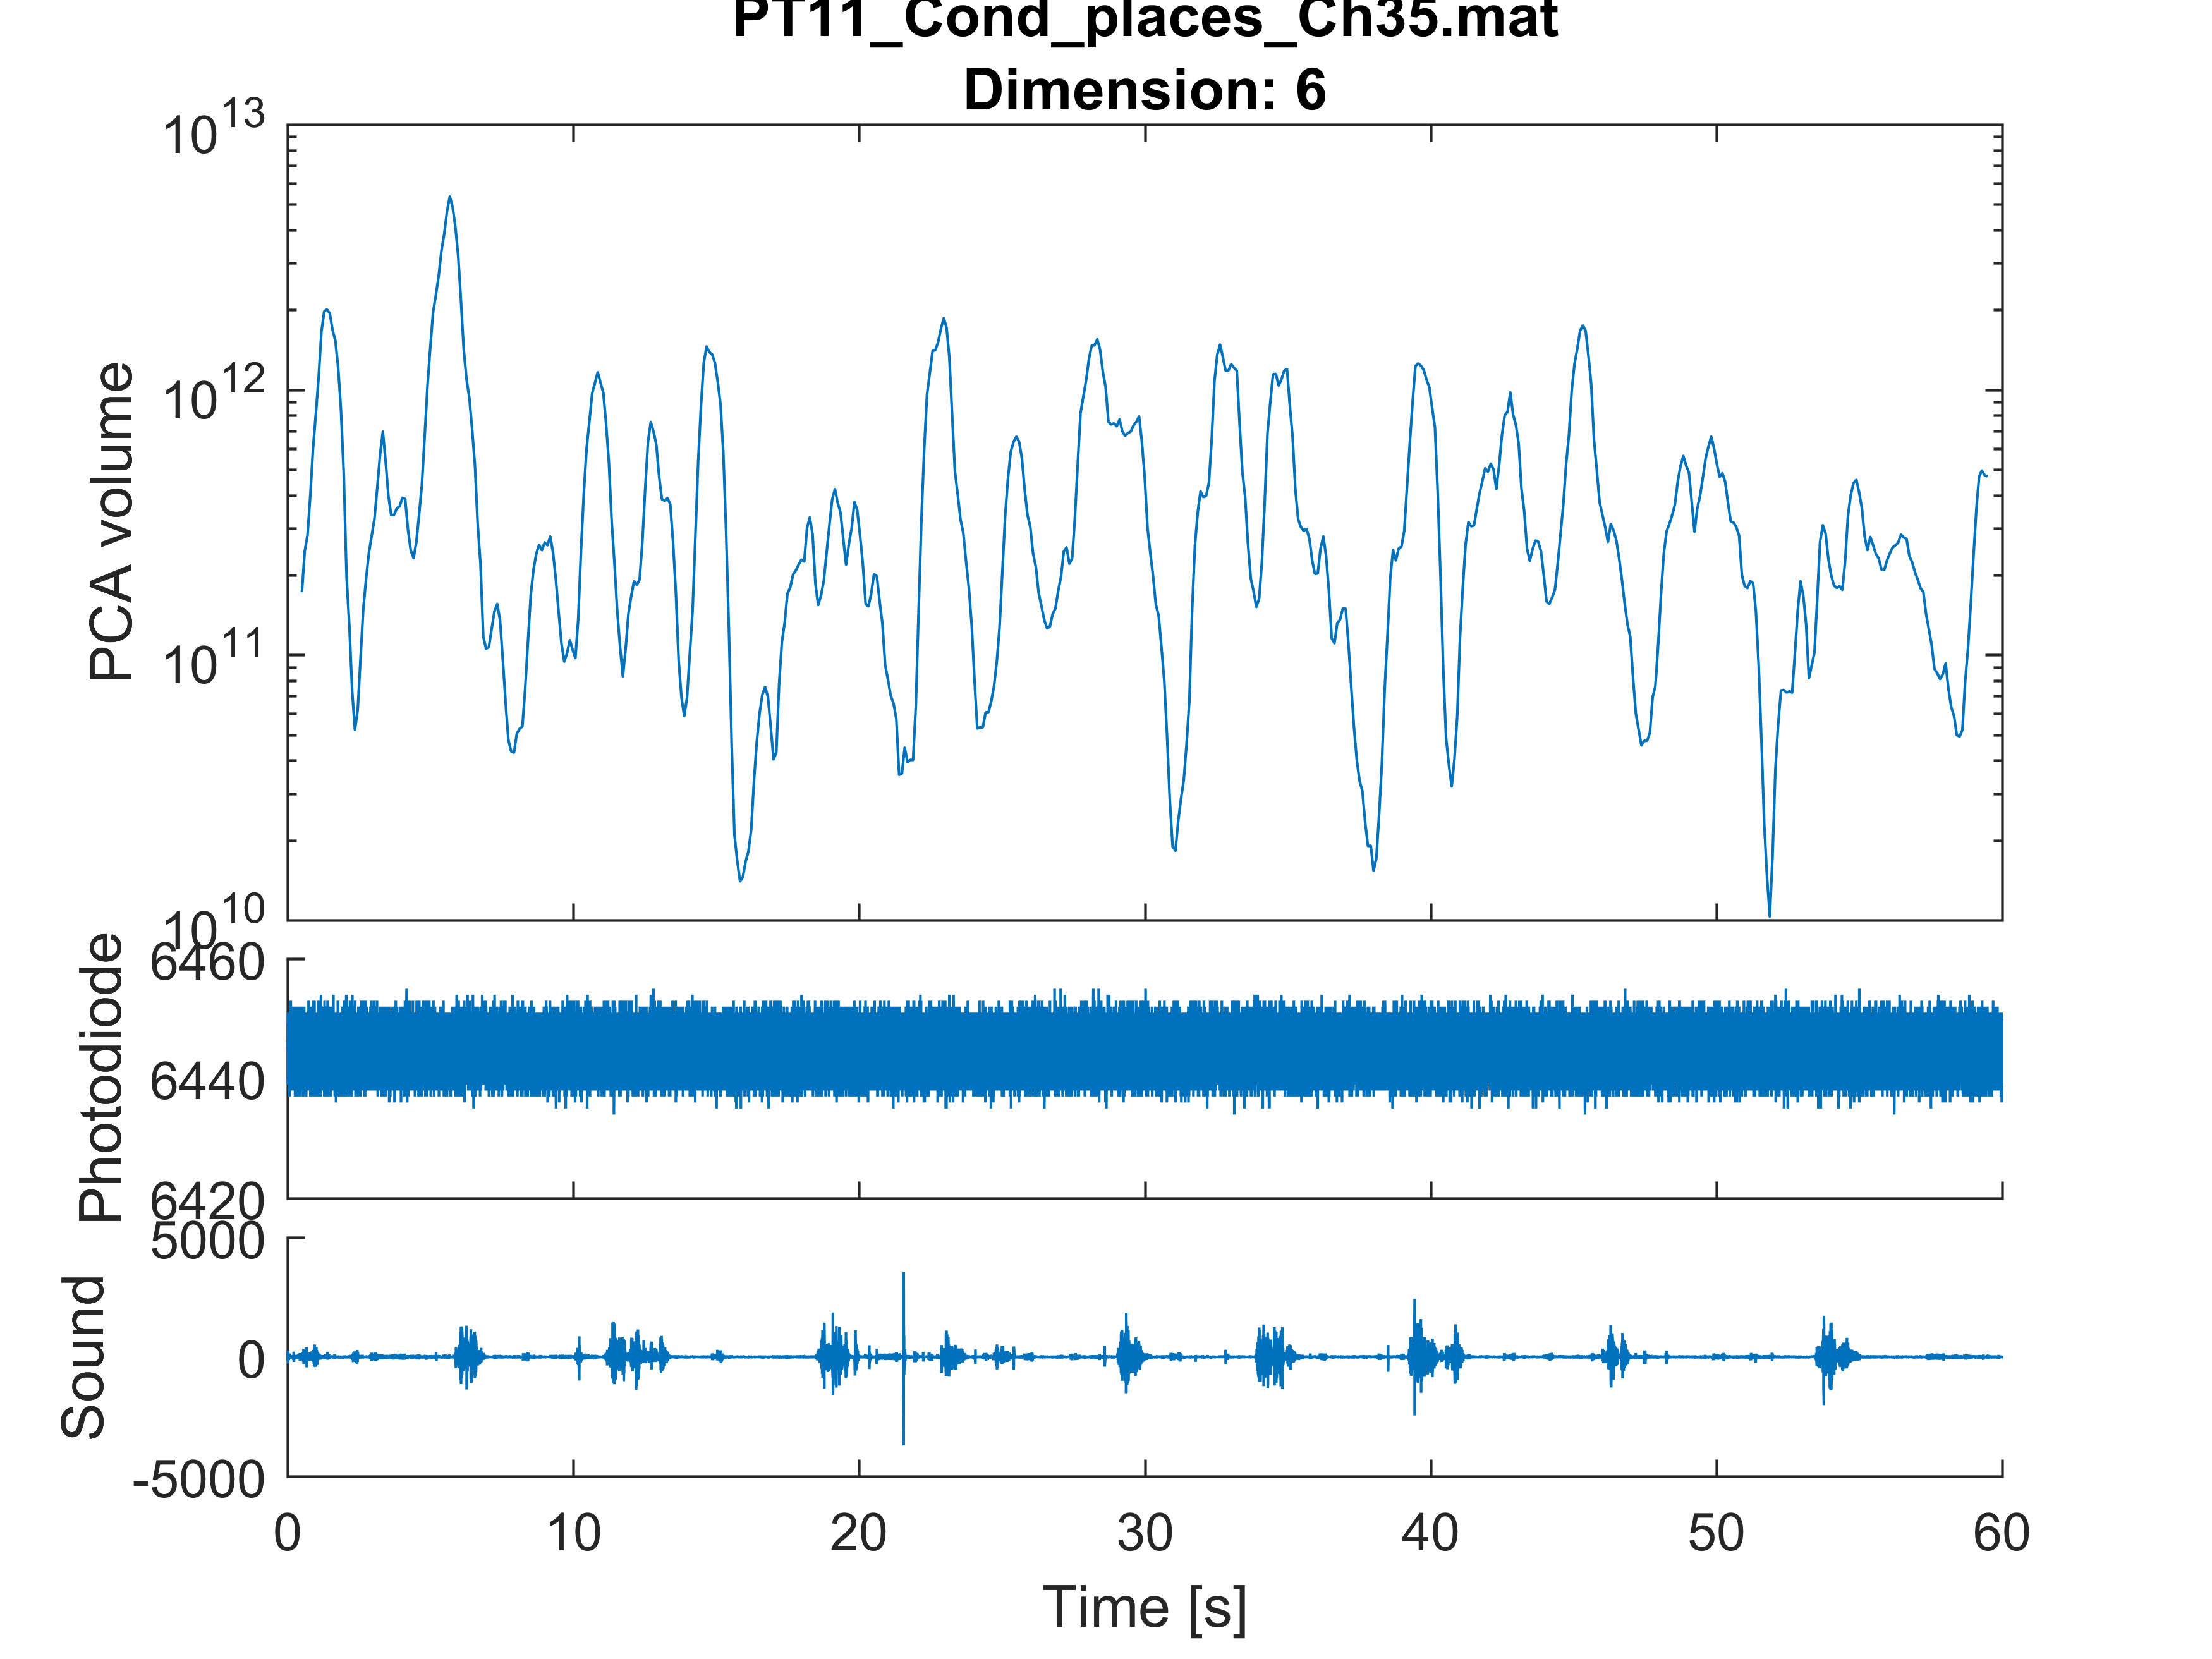 PT11_Cond_places_Ch35.mat
Dimension: 6
10^13
10^12
10^11
10^10
PCA volume
6460
6440
6420
Photodiode
5000
0
-5000
Sound
0 10 20 30 40 50 60
Time [s]